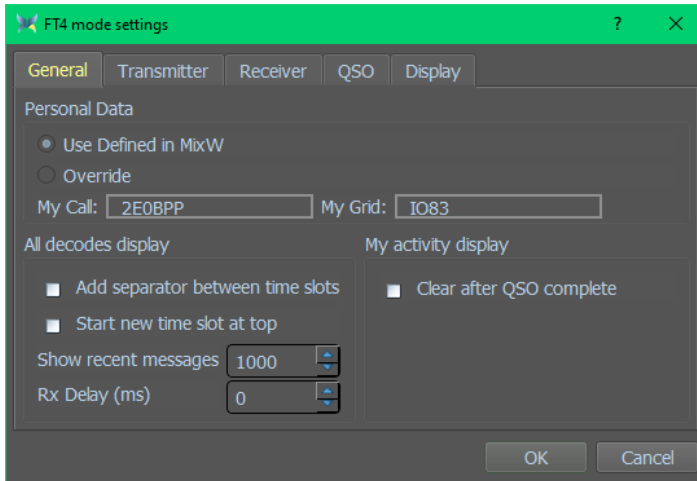 FT4 mode settings ?
General Transmitter Receiver QSO Display
Personal Data
Use Defined in MixW
Override
My Call: 2E0BPP My Grid: IO83
All decodes display
Add separator between time slots
Start new time slot at top
Show recent messages 1000
Rx Delay (ms) 0
My activity display
Clear after QSO complete
OK Cancel